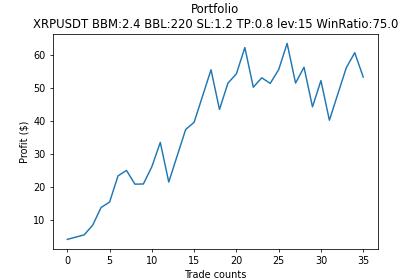 Portfolio
XRPUSDT BBM:2.4 BBL:220 SL:1.2 TP:0.8 lev:15 WinRatio:75.0
60
50
40
30
20
10
Profit ($)
0 5 10 15 20 25 30 35
Trade counts